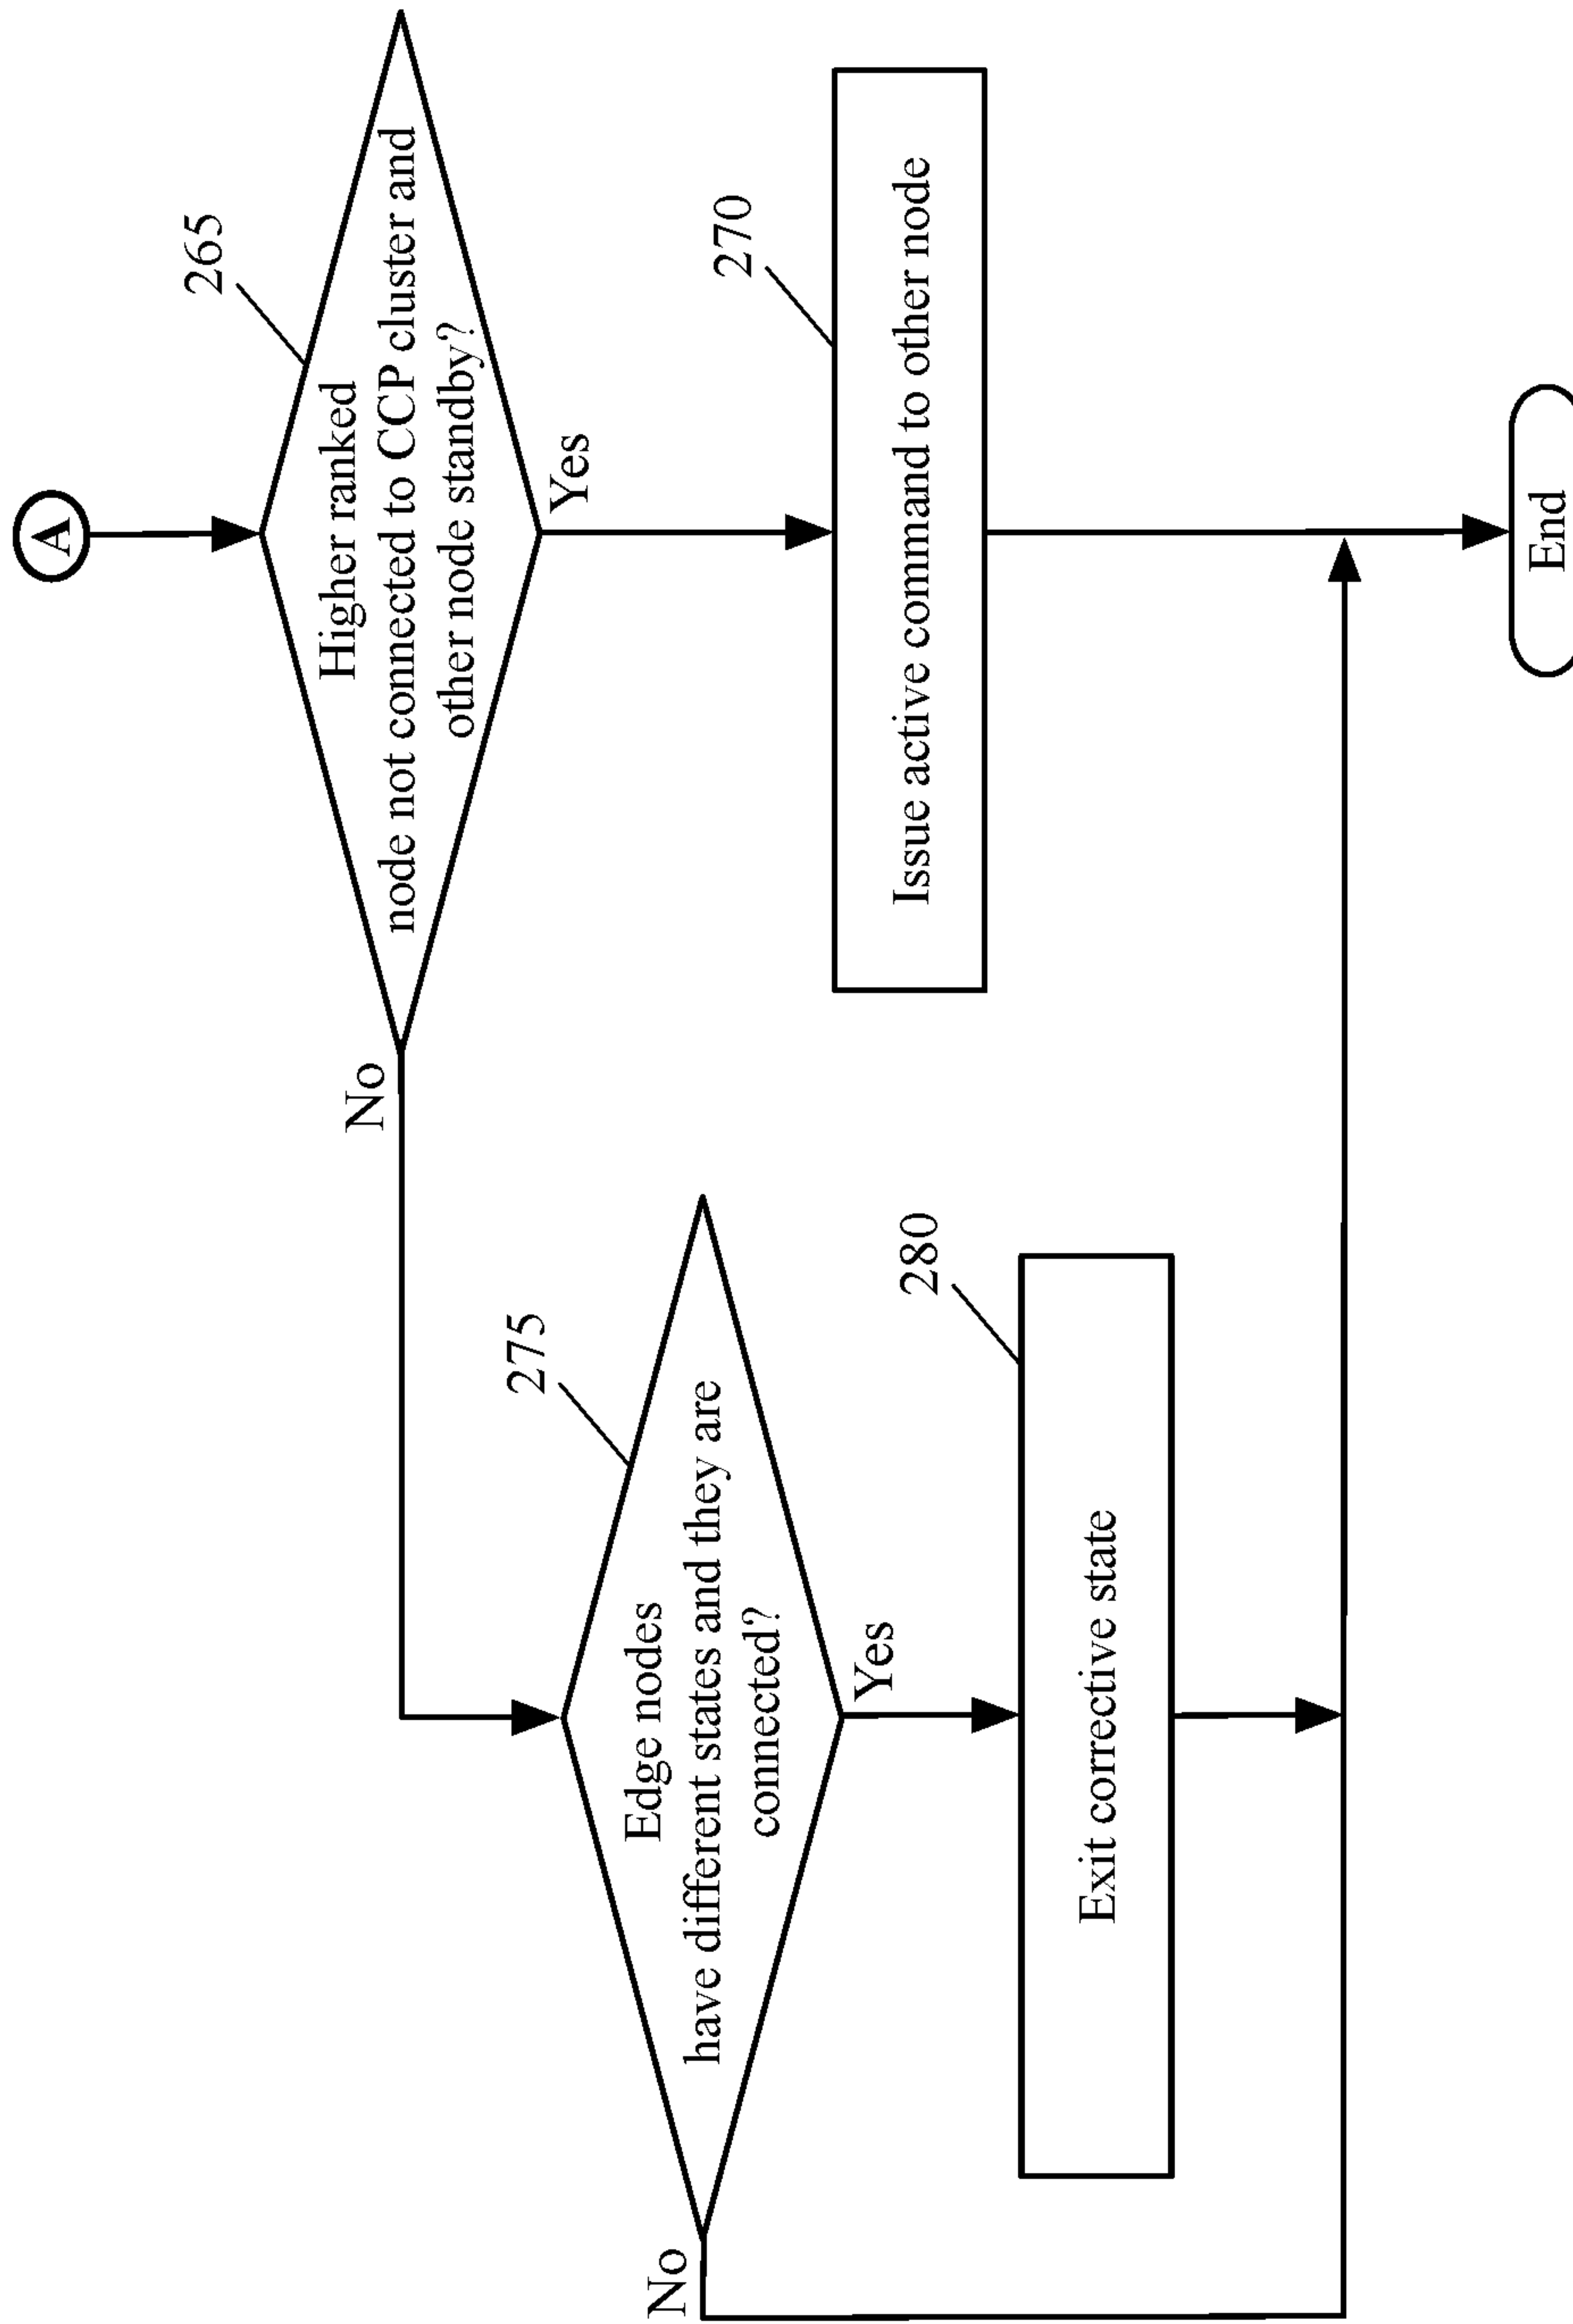 A
265
Higher ranked
node not connected to CCP cluster and
other node standby?
Yes
No
270
Issue active command to other node
275
Edge nodes
have different states and they are
connected?
Yes
No
280
Exit corrective state
End